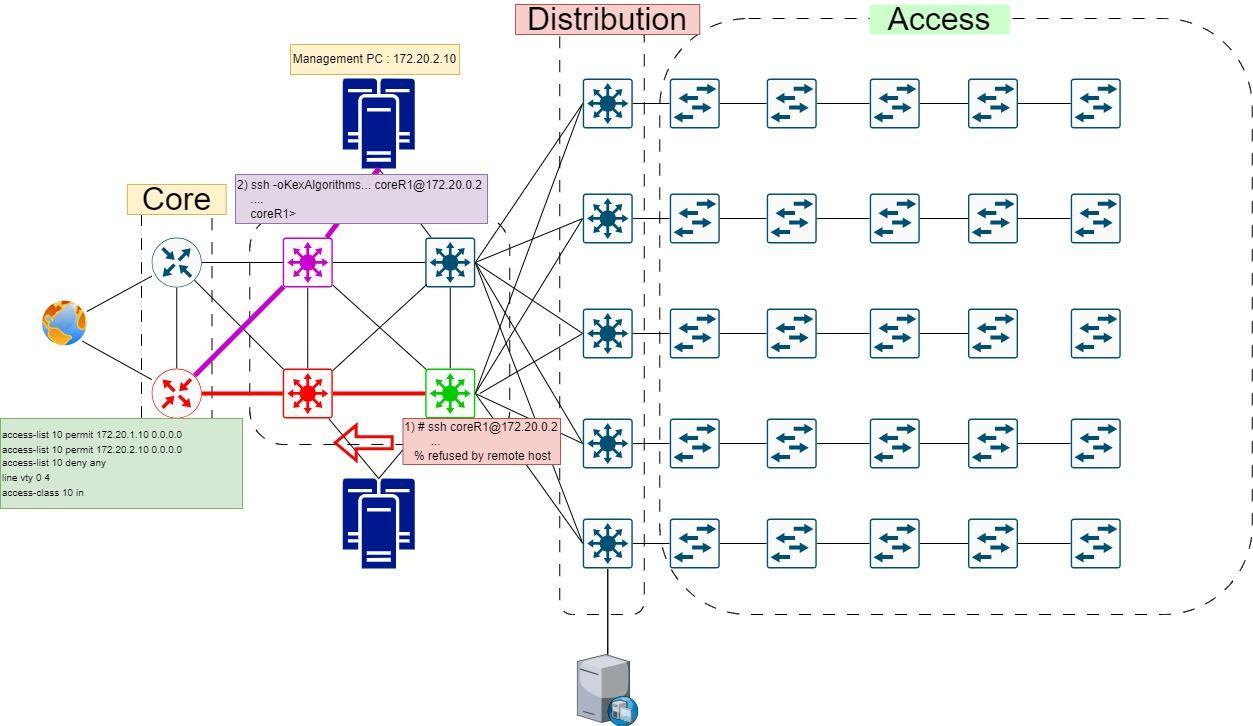 Distribution
Access
Management PC : 172.20.2.10
Core
2) ssh -oKexAlgorithms... coreR1@172.20.0.2
....
coreR1>
1) # ssh coreR1@172.20.0.2
...
% refused by remote host
access-list 10 permit 172.20.1.10 0.0.0.0
access-list 10 permit 172.20.2.10 0.0.0.0
access-list 10 deny any
line vty 0 4
access-class 10 in